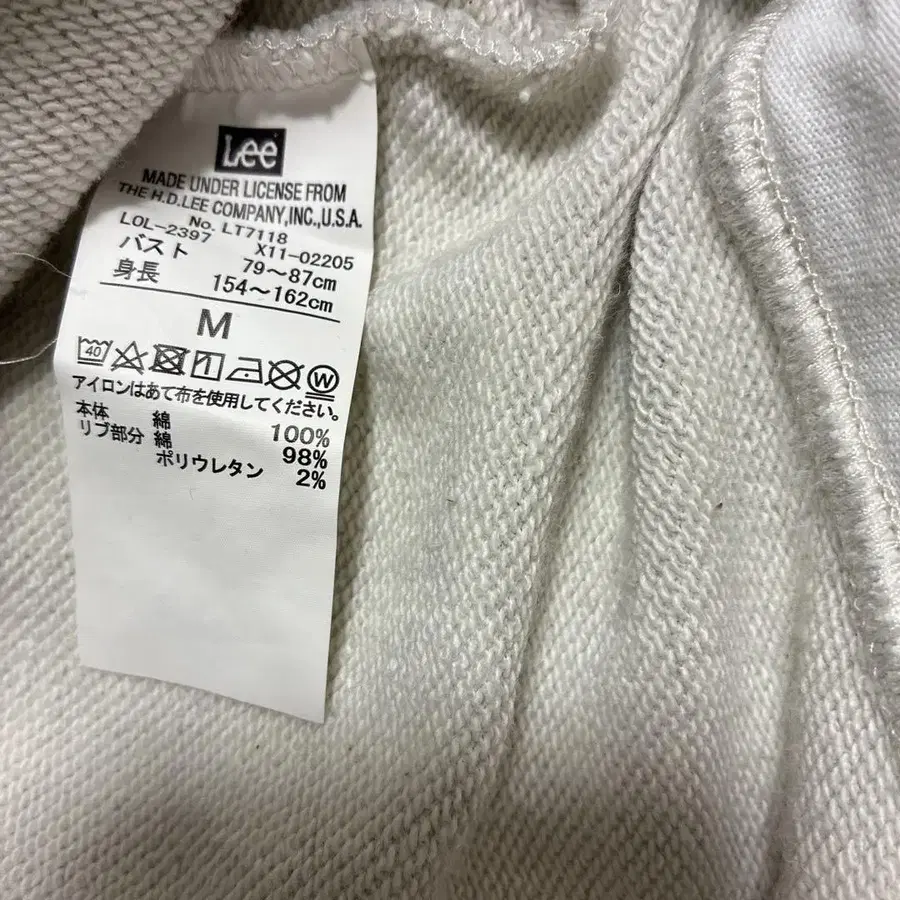 Lee
MADE UNDER LICENSE FROM
THE H.D.LEE COMPANY,INC.,U.S.A.
No. LT7118
LOL-2397 X11-02205
バスト 79～87cm
身長 154～162cm
M
40 W
アイロンはあて布を使用してください。
本体 綿 100%
リブ部分 綿 98%
ポリウレタン 2%